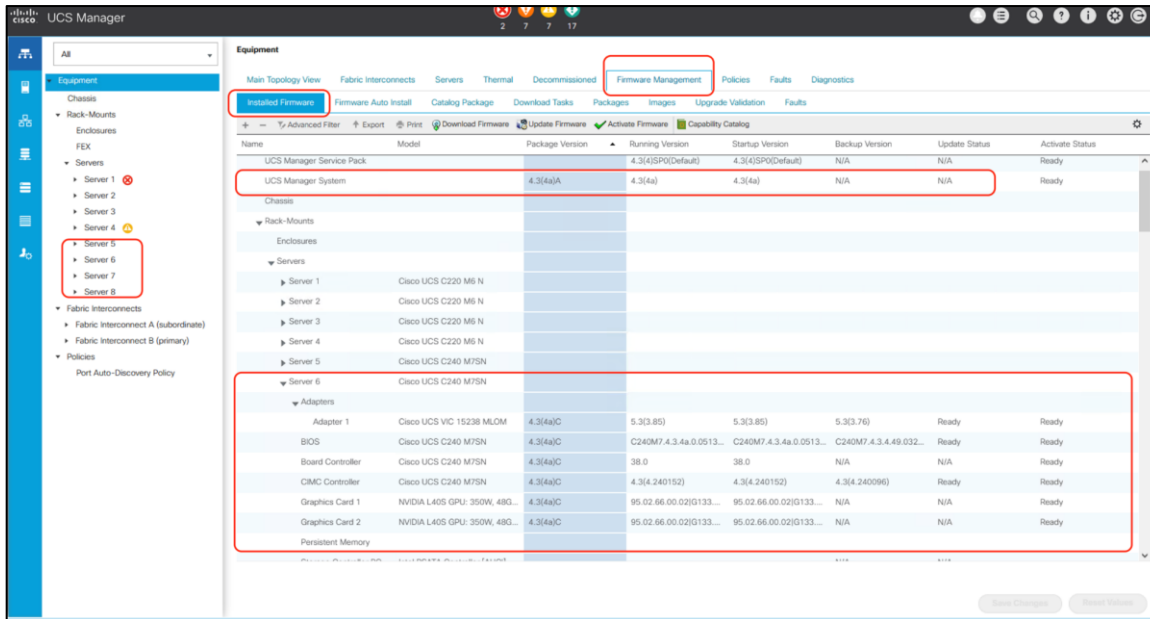 CISCO UCS Manager
2 7 7 17
All
Equipment
Chassis
Rack-Mounts
Enclosures
FEX
Servers
Server 1
Server 2
Server 3
Server 4
Server 5
Server 6
Server 7
Server 8
Fabric Interconnects
Fabric Interconnect A (subordinate)
Fabric Interconnect B (primary)
Policies
Port Auto-Discovery Policy
Equipment
Main Topology View Fabric Interconnects Servers Thermal Decommissioned Firmware Management Policies Faults Diagnostics
Installed Firmware Firmware Auto Install Catalog Package Download Tasks Packages Images Upgrade Validation Faults
+ − Advanced Filter Export Print Download Firmware Update Firmware Activate Firmware Capability Catalog
Name Model Package Version Running Version Startup Version Backup Version Update Status Activate Status
UCS Manager Service Pack 4.3(4)SP0(Default) 4.3(4)SP0(Default) N/A N/A Ready
UCS Manager System 4.3(4a)A 4.3(4a) 4.3(4a) N/A N/A Ready
Chassis
Rack-Mounts
Enclosures
Servers
Server 1 Cisco UCS C220 M6 N
Server 2 Cisco UCS C220 M6 N
Server 3 Cisco UCS C220 M6 N
Server 4 Cisco UCS C220 M6 N
Server 5 Cisco UCS C240 M7SN
Server 6 Cisco UCS C240 M7SN
Adapters
Adapter 1 Cisco UCS VIC 15238 MLOM 4.3(4a)C 5.3(3.85) 5.3(3.85) 5.3(3.76) Ready Ready
BIOS Cisco UCS C240 M7SN 4.3(4a)C C240M7.4.3.4a.0.0513... C240M7.4.3.4a.0.0513... C240M7.4.3.4.49.032... Ready Ready
Board Controller Cisco UCS C240 M7SN 4.3(4a)C 38.0 38.0 N/A N/A Ready
CIMC Controller Cisco UCS C240 M7SN 4.3(4a)C 4.3(4.240152) 4.3(4.240152) 4.3(4.240096) Ready Ready
Graphics Card 1 NVIDIA L40S GPU: 350W, 48G... 4.3(4a)C 95.02.66.00.02|G133.... 95.02.66.00.02|G133.... N/A N/A Ready
Graphics Card 2 NVIDIA L40S GPU: 350W, 48G... 4.3(4a)C 95.02.66.00.02|G133.... 95.02.66.00.02|G133.... N/A N/A Ready
Persistent Memory
Save Changes Reset Values